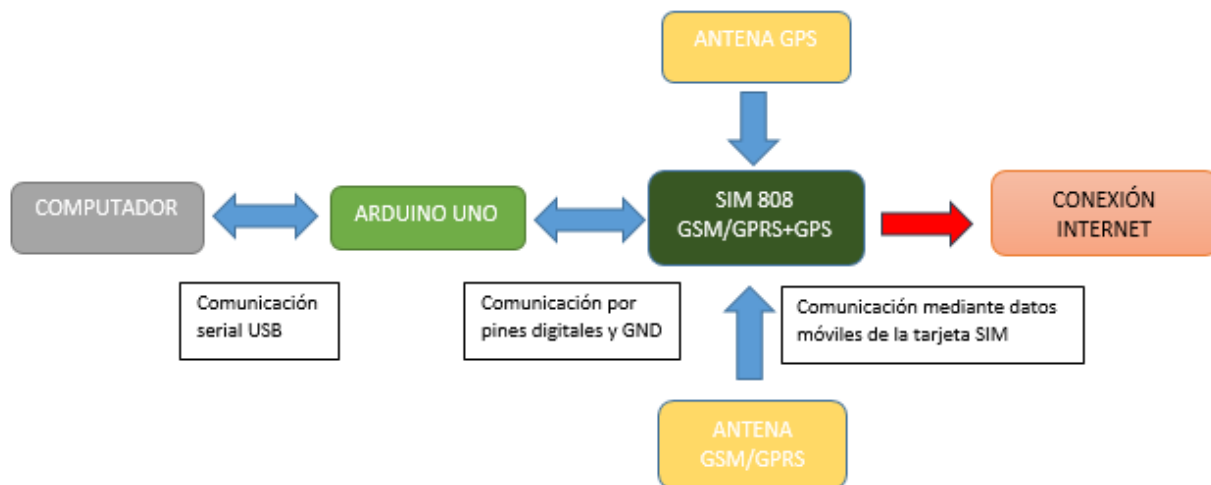 ANTENA GPS
COMPUTADOR
ARDUINO UNO
SIM 808
GSM/GPRS+GPS
CONEXIÓN
INTERNET
Comunicación
serial USB
Comunicación por
pines digitales y GND
Comunicación mediante datos
móviles de la tarjeta SIM
ANTENA
GSM/GPRS